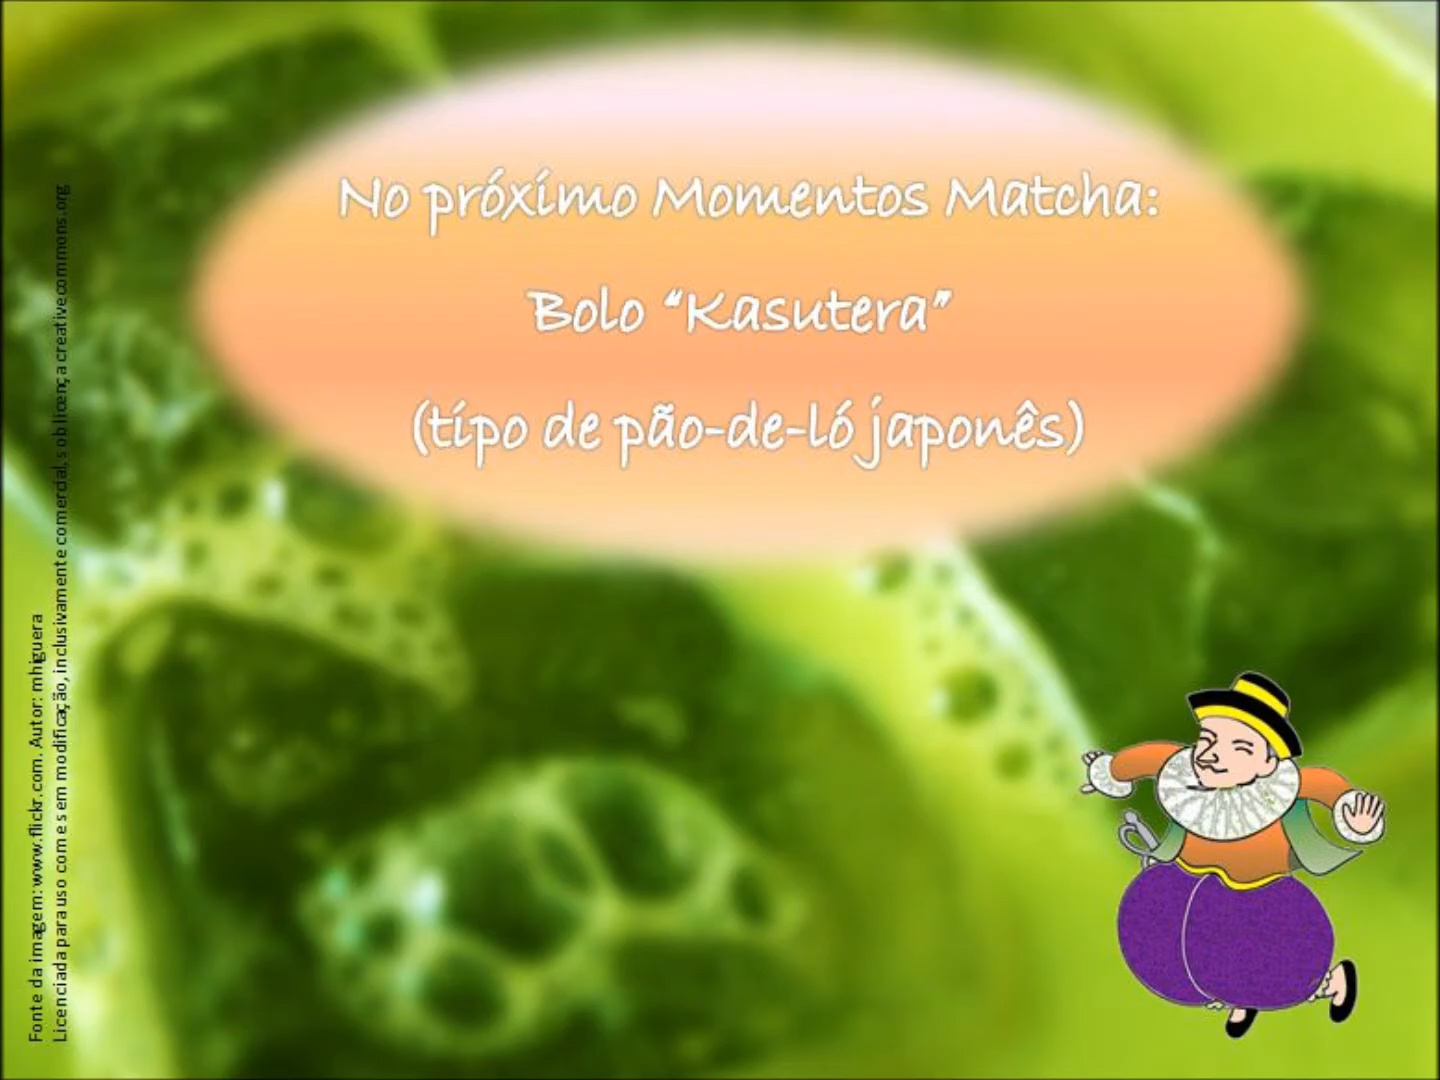 No próximo Momentos Matcha:
Bolo “Kasutera”
(tipo de pão-de-ló japonês)
Fonte da imagem: www.flickr.com. Autor: mhiguera
Licenciada para uso com e sem modificação, inclusivamente comercial, sob licença creativecommons.org